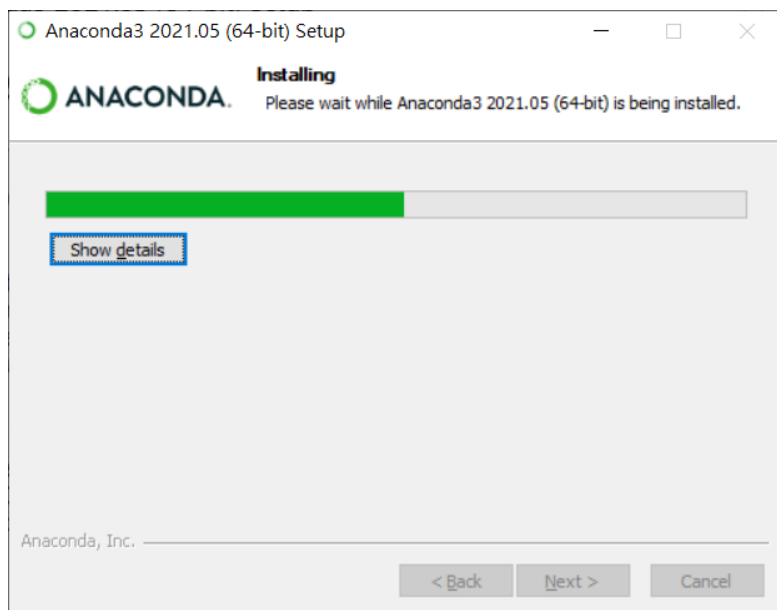 Anaconda3 2021.05 (64-bit) Setup
ANACONDA.
Installing
Please wait while Anaconda3 2021.05 (64-bit) is being installed.
Show details
Anaconda, Inc.
< Back
Next >
Cancel